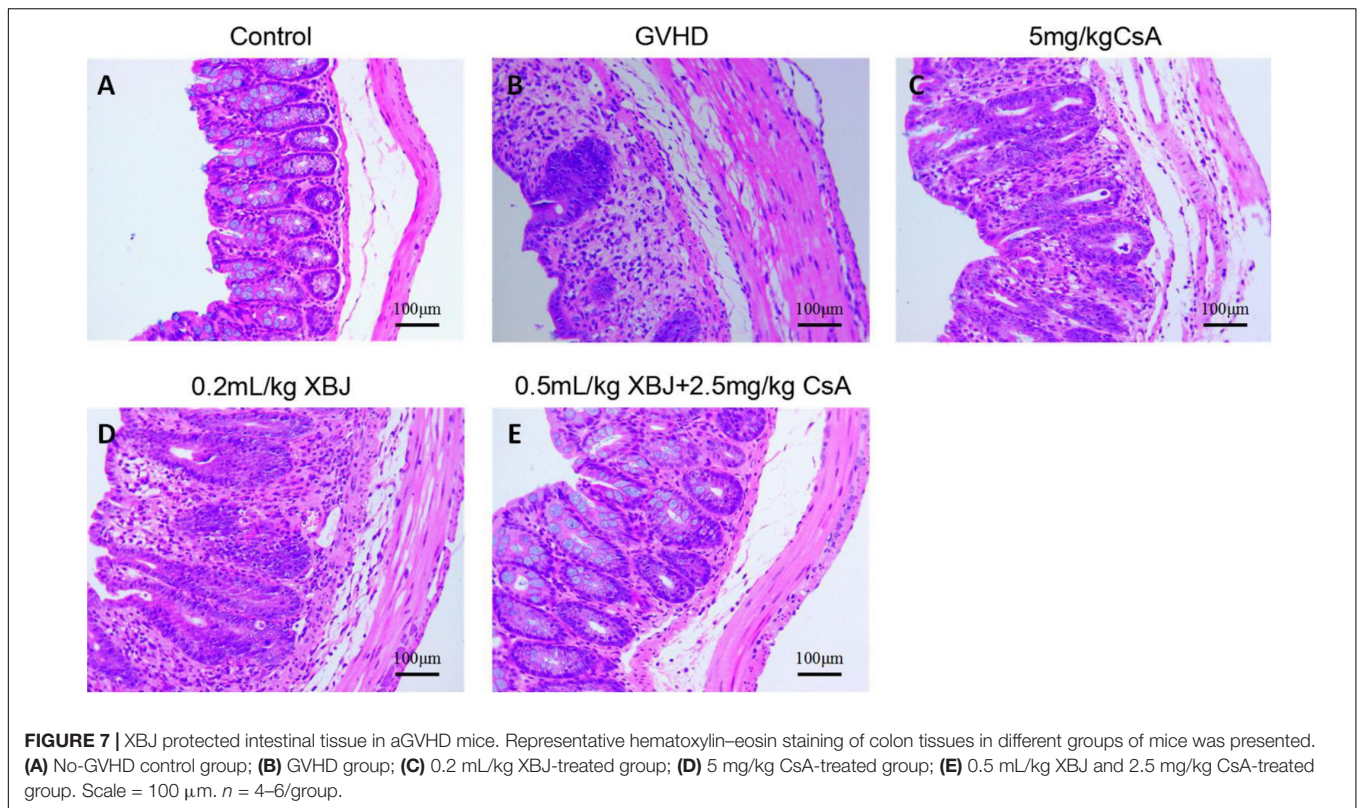 Control
GVHD
5mg/kgCsA
A
B
C
100μm
100μm
100μm
0.2mL/kg XBJ
0.5mL/kg XBJ+2.5mg/kg CsA
D
E
100μm
100μm
FIGURE 7 | XBJ protected intestinal tissue in aGVHD mice. Representative hematoxylin–eosin staining of colon tissues in different groups of mice was presented.
(A) No-GVHD control group; (B) GVHD group; (C) 0.2 mL/kg XBJ-treated group; (D) 5 mg/kg CsA-treated group; (E) 0.5 mL/kg XBJ and 2.5 mg/kg CsA-treated
group. Scale = 100 μm. n = 4–6/group.